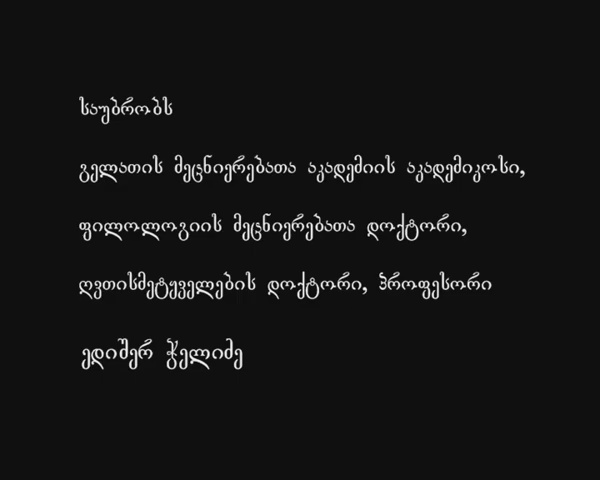 საუბრობს
გელათის მეცნიერებათა აკადემიის აკადემიკოსი,
ფილოლოგიის მეცნიერებათა დოქტორი,
ღვთისმეტყველების დოქტორი, პროფესორი
ედიშერ ჭელიძე